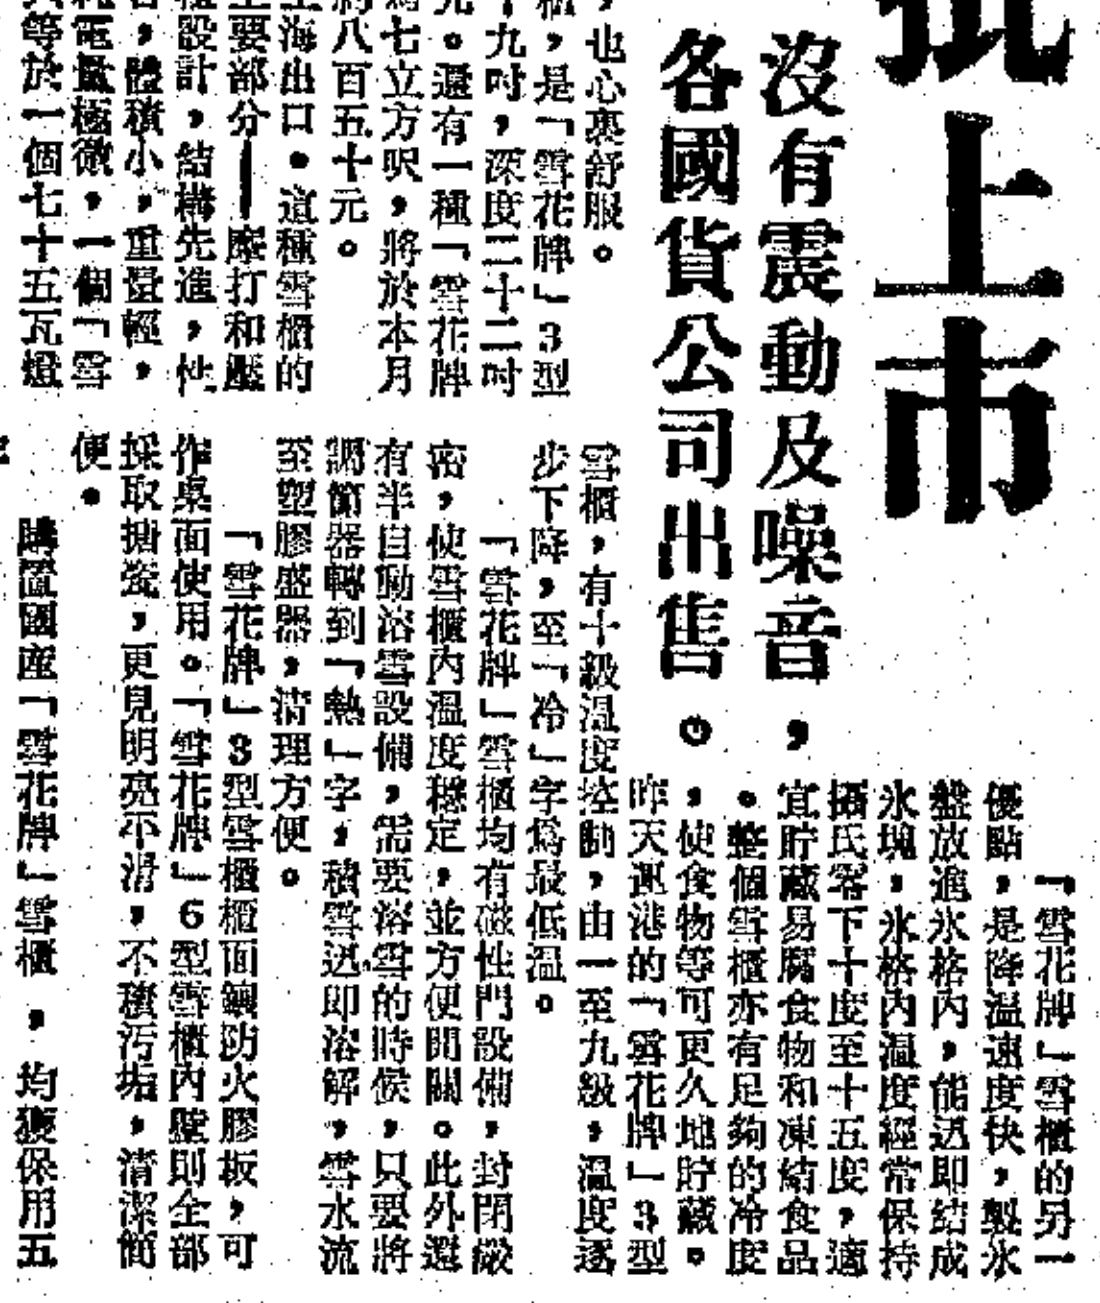 批上市
沒有震動及噪音，
各國貨公司出售。
，也心裏舒服。
櫃，是「雪花牌」3型
十九吋，深度二十二吋
元。還有一種「雪花牌
為七立方呎，將於本月
約八百五十元。
上海出口。這種雪櫃的
主要部分——摩打和壓
設計，結構先進，性
，體積小，重量輕，
耗電量極微，一個「雪
等於一個七十五瓦燈
「雪花牌」雪櫃的另一
優點，是降溫速度快，製氷
盤放進氷格內，能迅即結成
氷塊，氷格內溫度經常保持
攝氏零下十度至十五度，適
宜貯藏易腐食物和凍結食品
。整個雪櫃亦有足夠的冷度
，使食物等可更久地貯藏。
昨天運港的「雪花牌」3型
雪櫃，有十級溫度控制，由一至九級，溫度逐
步下降，至「冷」字爲最低溫。
「雪花牌」雪櫃均有磁性門設備，封閉嚴
密，使雪櫃內溫度穩定，並方便開關。此外還
有半自動溶雪設備，需要溶雪的時候，只要將
調節器轉到「熱」字，積雪迅即溶解，雪水流
至塑膠盛器，清理方便。
「雪花牌」3型雪櫃櫃面鑲防火膠板，可
作桌面使用。「雪花牌」6型雪櫃內壁則全部
採取搪瓷，更見明亮不滑，不積污垢，清潔簡
便。
購置國産「雪花牌」雪櫃，均獲保用五